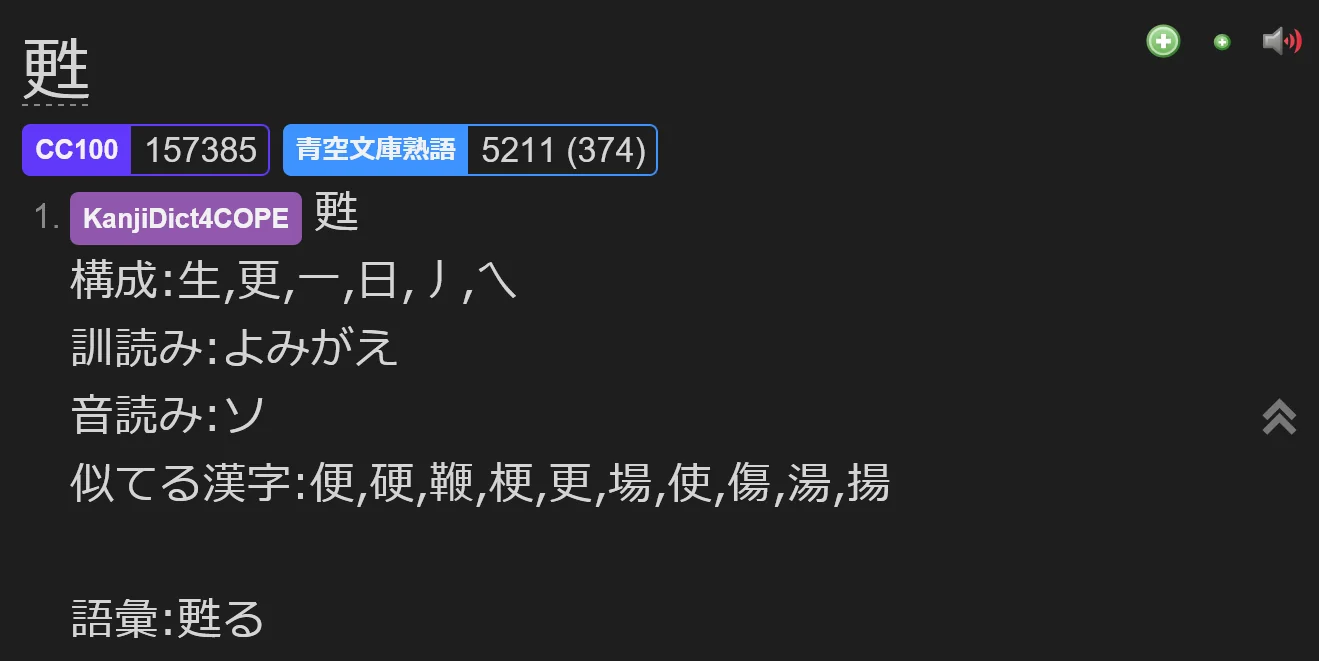 甦
CC100 157385 青空文庫熟語 5211 (374)
1. KanjiDict4COPE 甦
構成:生,更,一,日,丿,乀
訓読み:よみがえ
音読み:ソ
似てる漢字:便,硬,鞭,梗,更,場,使,傷,湯,揚
語彙:甦る